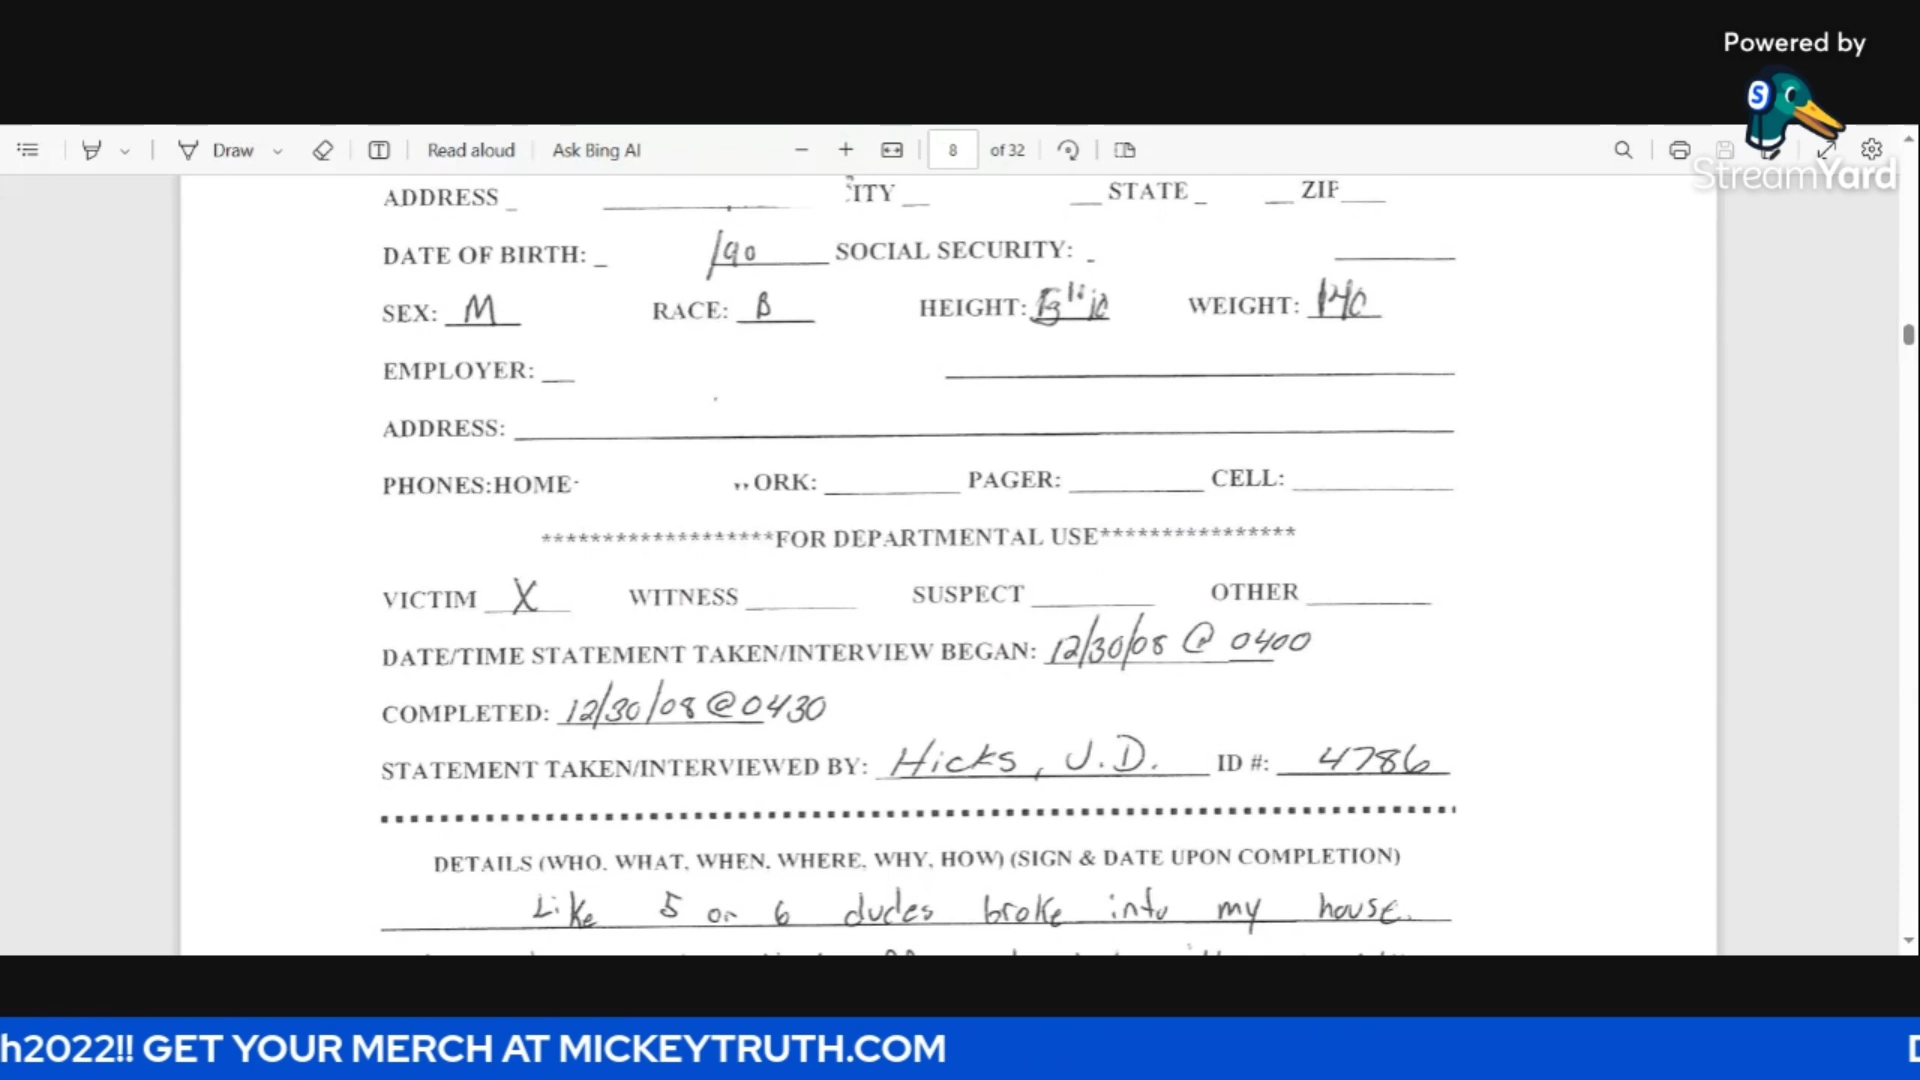 Powered by
StreamYard
Draw Read aloud Ask Bing AI 8 of 32
ADDRESS ITY STATE ZIP
DATE OF BIRTH: /90 SOCIAL SECURITY:
SEX: M RACE: B HEIGHT: WEIGHT: 140
EMPLOYER:
ADDRESS:
PHONES:HOME ORK: PAGER: CELL:
*******************FOR DEPARTMENTAL USE****************
VICTIM X WITNESS SUSPECT OTHER
DATE/TIME STATEMENT TAKEN/INTERVIEW BEGAN: 12/30/08 @ 0400
COMPLETED: 12/30/08 @ 0430
STATEMENT TAKEN/INTERVIEWED BY: Hicks, J.D. ID #: 4786
DETAILS (WHO, WHAT, WHEN, WHERE, WHY, HOW) (SIGN & DATE UPON COMPLETION)
Like 5 or 6 dudes broke into my house.
h2022!! GET YOUR MERCH AT MICKEYTRUTH.COM